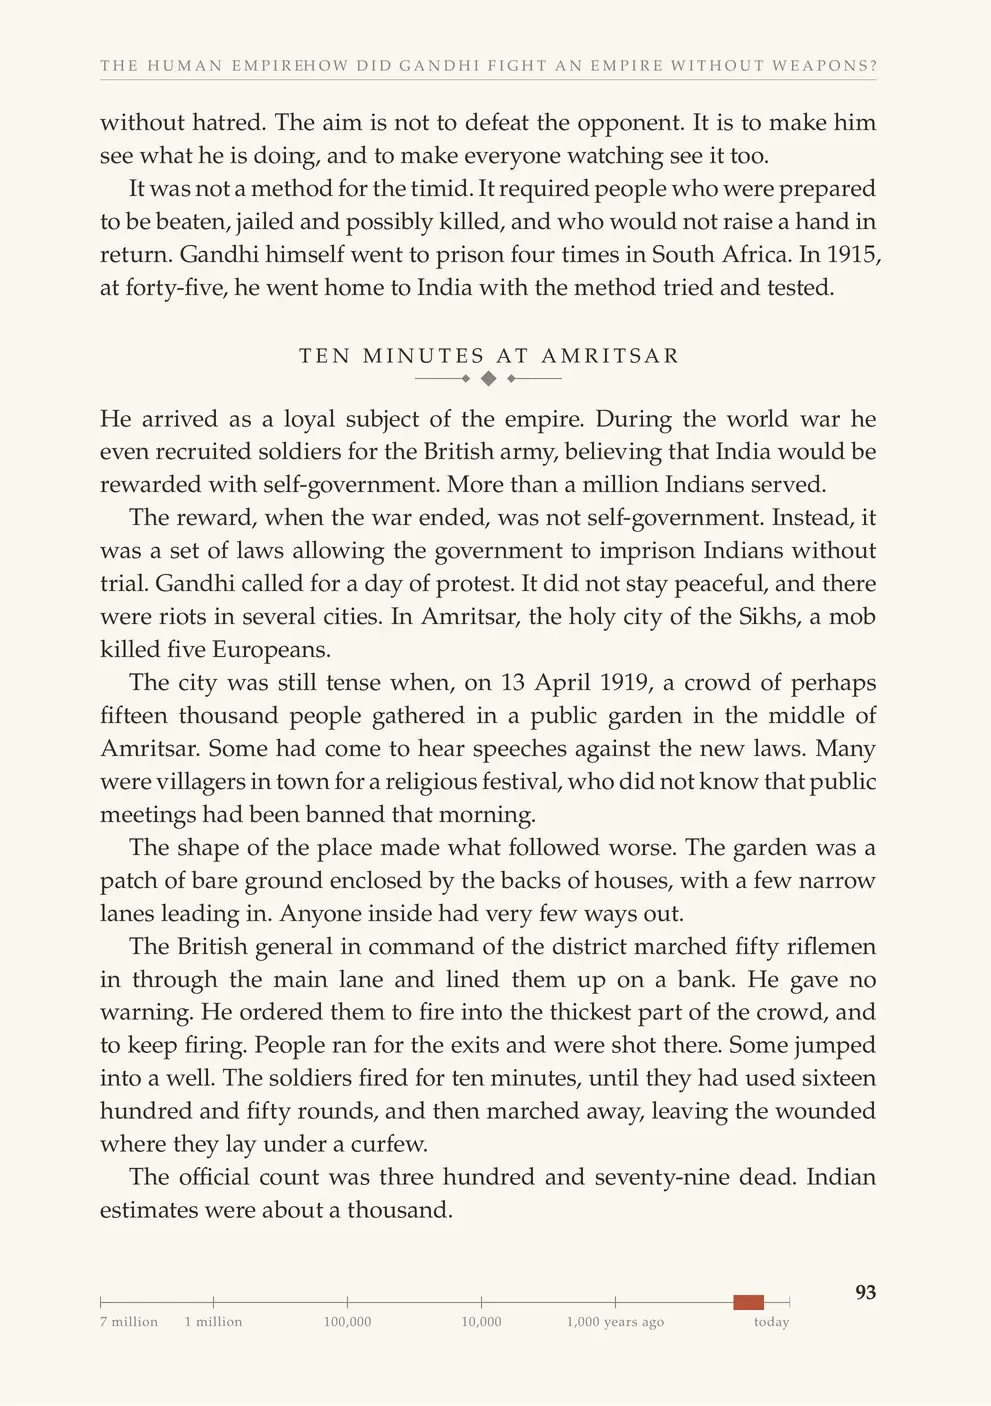 THE HUMAN EMPIREHOW DID GANDHI FIGHT AN EMPIRE WITHOUT WEAPONS?
without hatred. The aim is not to defeat the opponent. It is to make him
see what he is doing, and to make everyone watching see it too.
It was not a method for the timid. It required people who were prepared
to be beaten, jailed and possibly killed, and who would not raise a hand in
return. Gandhi himself went to prison four times in South Africa. In 1915,
at forty-five, he went home to India with the method tried and tested.
TEN MINUTES AT AMRITSAR
He arrived as a loyal subject of the empire. During the world war he
even recruited soldiers for the British army, believing that India would be
rewarded with self-government. More than a million Indians served.
The reward, when the war ended, was not self-government. Instead, it
was a set of laws allowing the government to imprison Indians without
trial. Gandhi called for a day of protest. It did not stay peaceful, and there
were riots in several cities. In Amritsar, the holy city of the Sikhs, a mob
killed five Europeans.
The city was still tense when, on 13 April 1919, a crowd of perhaps
fifteen thousand people gathered in a public garden in the middle of
Amritsar. Some had come to hear speeches against the new laws. Many
were villagers in town for a religious festival, who did not know that public
meetings had been banned that morning.
The shape of the place made what followed worse. The garden was a
patch of bare ground enclosed by the backs of houses, with a few narrow
lanes leading in. Anyone inside had very few ways out.
The British general in command of the district marched fifty riflemen
in through the main lane and lined them up on a bank. He gave no
warning. He ordered them to fire into the thickest part of the crowd, and
to keep firing. People ran for the exits and were shot there. Some jumped
into a well. The soldiers fired for ten minutes, until they had used sixteen
hundred and fifty rounds, and then marched away, leaving the wounded
where they lay under a curfew.
The official count was three hundred and seventy-nine dead. Indian
estimates were about a thousand.
93
7 million 1 million 100,000 10,000 1,000 years ago today